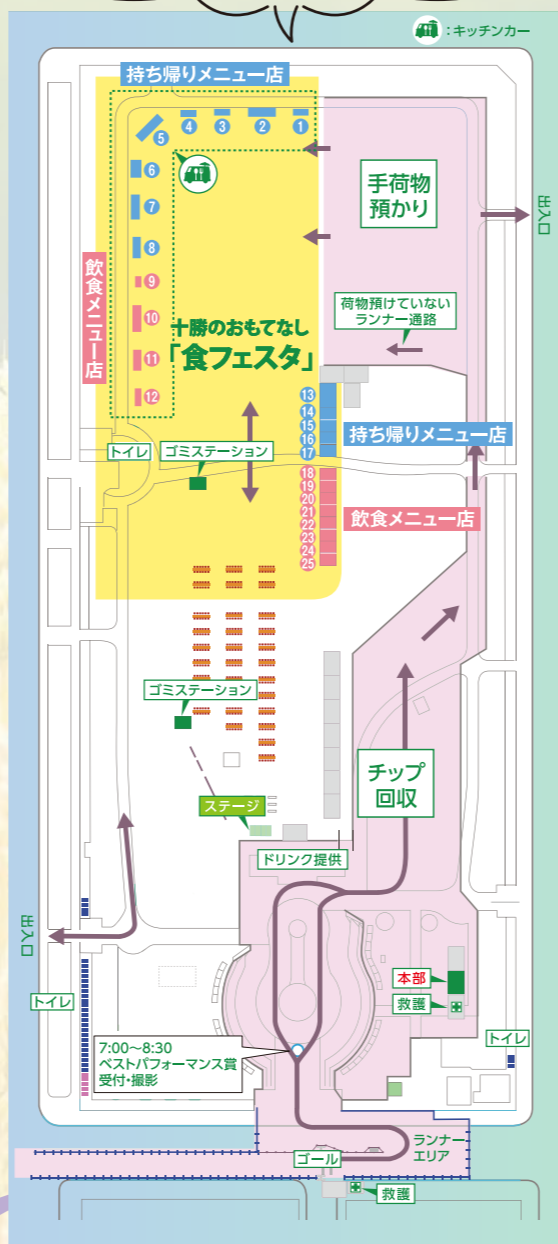 ：キッチンカー
持ち帰りメニュー店
5
4
3
2
1
6
7
8
9
10
11
12
飲食メニュー店
手荷物
預かり
出入口
荷物預けていない
ランナー通路
十勝のおもてなし
「食フェスタ」
13
14
15
16
17
持ち帰りメニュー店
トイレ
ゴミステーション
18
19
20
21
22
23
24
25
飲食メニュー店
ゴミステーション
チップ
回収
ステージ
ドリンク提供
出入口
本部
救護
トイレ
トイレ
7:00～8:30
ベストパフォーマンス賞
受付・撮影
ランナー
エリア
ゴール
救護